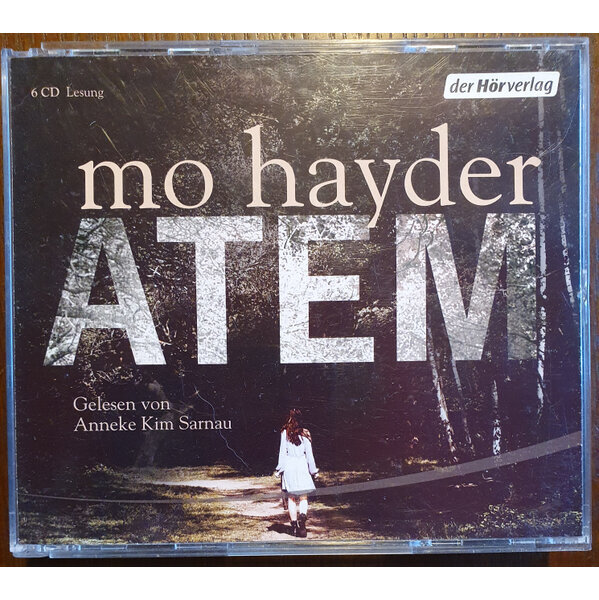 6 CD Lesung
der Hörverlag
mo hayder
ATEM
Gelesen von
Anneke Kim Sarnau